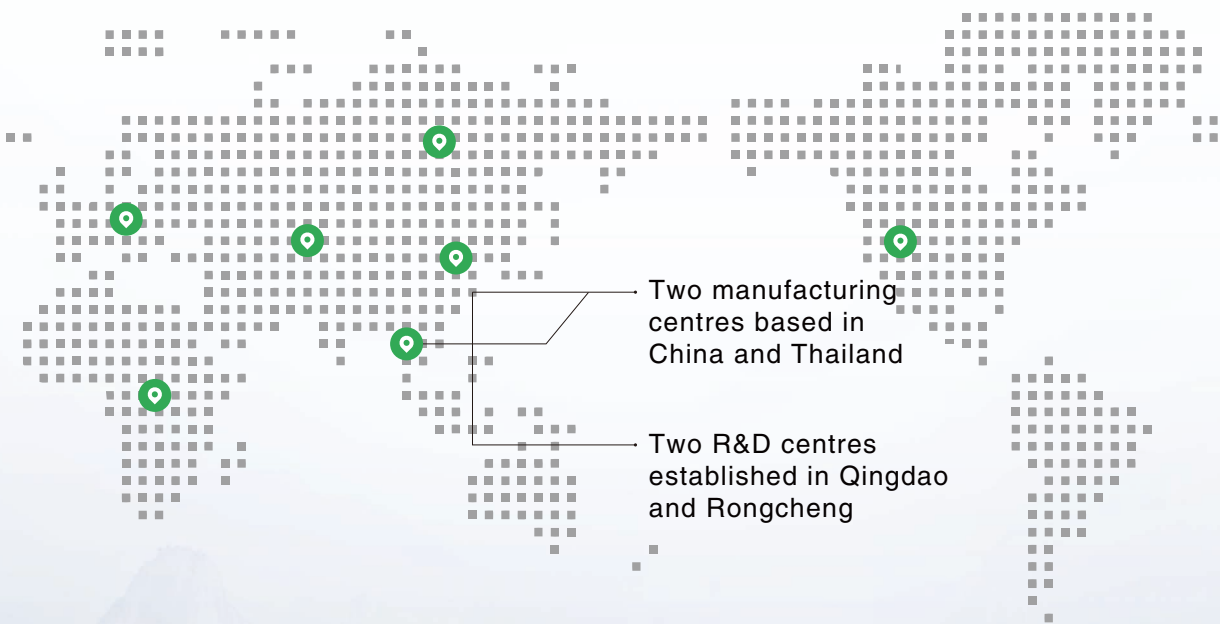 Two manufacturing
centres based in
China and Thailand
Two R&D centres
established in Qingdao
and Rongcheng